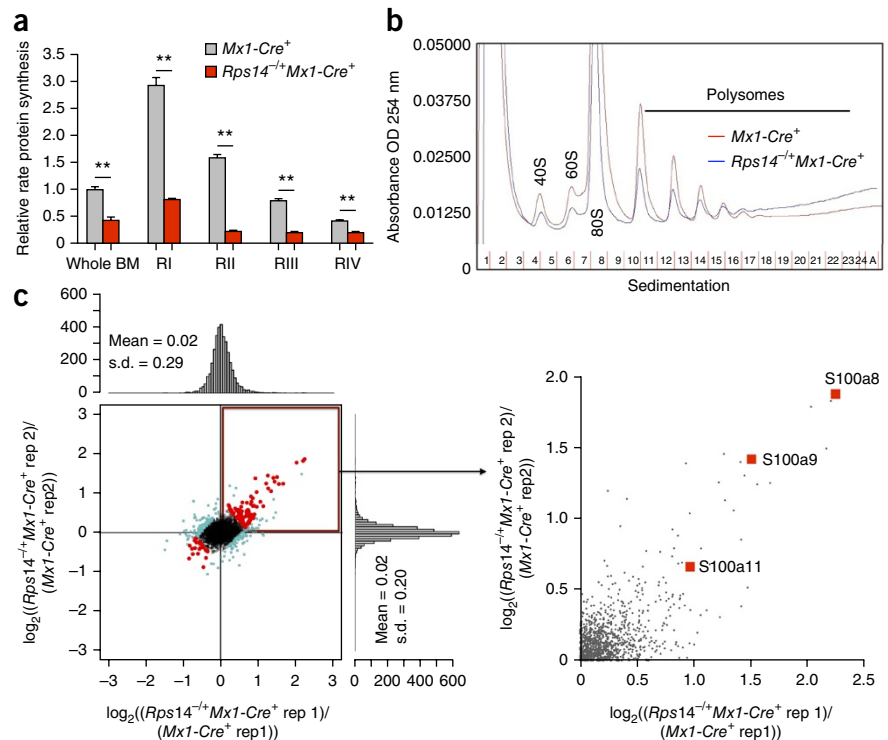 a
Relative rate protein synthesis
3.5
3.0
2.5
2.0
1.5
1.0
0.5
0
Mx1-Cre⁺
Rps14⁻/⁺Mx1-Cre⁺
**
**
**
**
**
Whole BM RI RII RIII RIV
b
Absorbance OD 254 nm
0.05000
0.03750
0.02500
0.01250
0
40S
60S
80S
Polysomes
Mx1-Cre⁺
Rps14⁻/⁺Mx1-Cre⁺
1 2 3 4 5 6 7 8 9 10 11 12 13 14 15 16 17 18 19 20 21 22 23 24 A
Sedimentation
c
600
400
200
0
Mean = 0.02
s.d. = 0.29
log₂((Rps14⁻/⁺Mx1-Cre⁺ rep 2)/
(Mx1-Cre⁺ rep2))
3
2
1
0
−1
−2
−3
−3 −2 −1 0 1 2 3
log₂((Rps14⁻/⁺Mx1-Cre⁺ rep 1)/
(Mx1-Cre⁺ rep1))
Mean = 0.02
s.d. = 0.20
0 200 400 600
log₂((Rps14⁻/⁺Mx1-Cre⁺ rep 2)/
(Mx1-Cre⁺ rep2))
2.0
1.5
1.0
0.5
0
S100a8
S100a9
S100a11
0 0.5 1.0 1.5 2.0 2.5
log₂((Rps14⁻/⁺Mx1-Cre⁺ rep 1)/
(Mx1-Cre⁺ rep1))